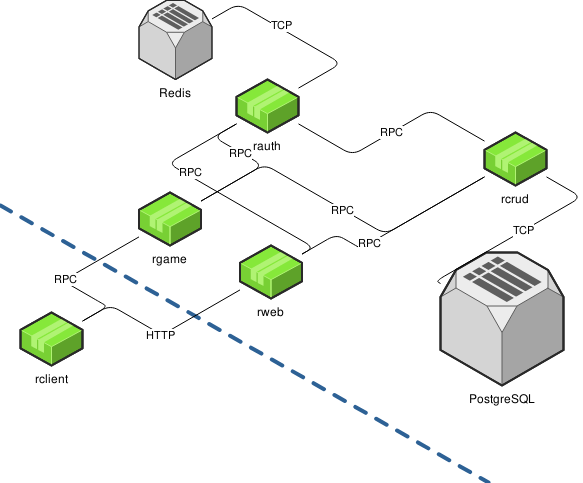 TCP
Redis
rauth
RPC
RPC
RPC
rcrud
RPC
TCP
RPC
rgame
RPC
rweb
HTTP
rclient
PostgreSQL